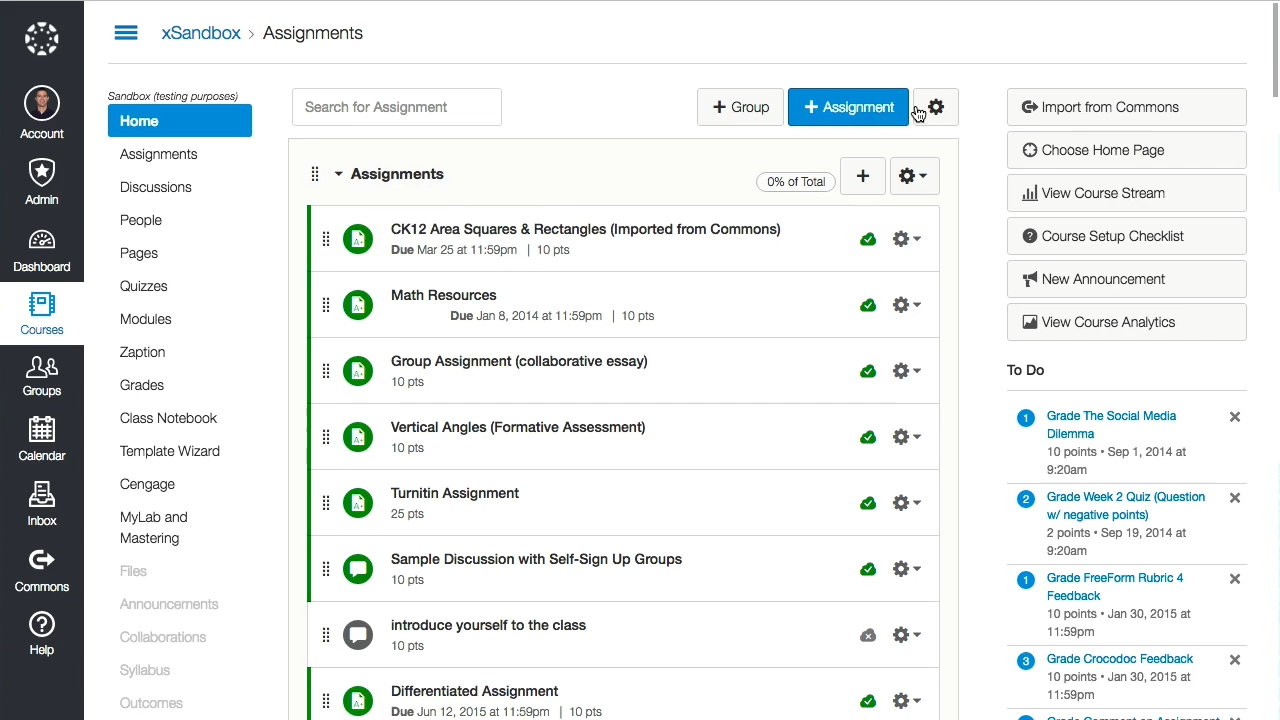 xSandbox > Assignments
Account
Admin
Dashboard
Courses
Groups
Calendar
Inbox
Commons
Help
Sandbox (testing purposes)
Home
Assignments
Discussions
People
Pages
Quizzes
Modules
Zaption
Grades
Class Notebook
Template Wizard
Cengage
MyLab and
Mastering
Files
Announcements
Collaborations
Syllabus
Outcomes
Search for Assignment
+ Group
+ Assignment
Assignments
0% of Total
+
CK12 Area Squares & Rectangles (Imported from Commons)
Due Mar 25 at 11:59pm | 10 pts
Math Resources
Due Jan 8, 2014 at 11:59pm | 10 pts
Group Assignment (collaborative essay)
10 pts
Vertical Angles (Formative Assessment)
10 pts
Turnitin Assignment
25 pts
Sample Discussion with Self-Sign Up Groups
10 pts
introduce yourself to the class
10 pts
Differentiated Assignment
Due Jun 12, 2015 at 11:59pm | 10 pts
Import from Commons
Choose Home Page
View Course Stream
Course Setup Checklist
New Announcement
View Course Analytics
To Do
1 Grade The Social Media
Dilemma
10 points • Sep 1, 2014 at
9:20am
2 Grade Week 2 Quiz (Question
w/ negative points)
2 points • Sep 19, 2014 at
9:20am
1 Grade FreeForm Rubric 4
Feedback
10 points • Jan 30, 2015 at
11:59pm
3 Grade Crocodoc Feedback
10 points • Jan 30, 2015 at
11:59pm
Grade Comment on Assignment